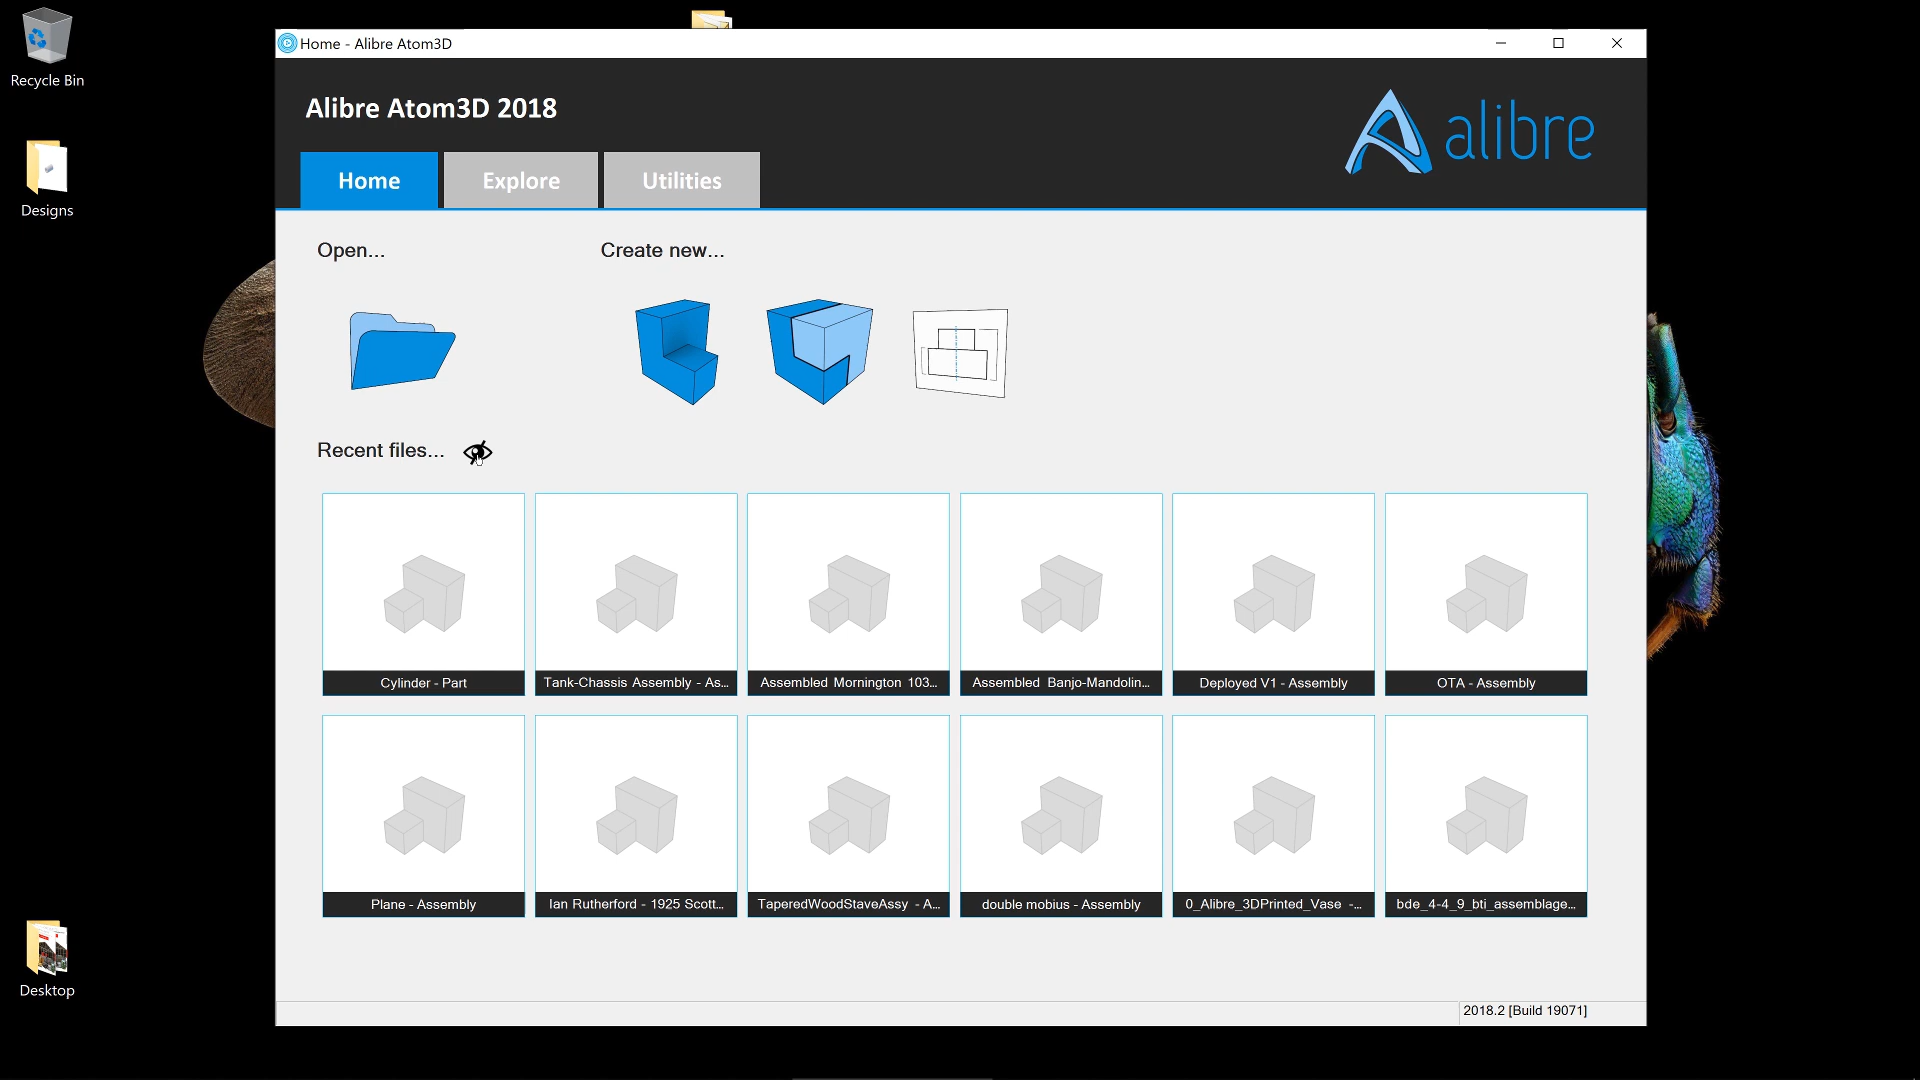 Recycle Bin
Designs
Desktop
Home - Alibre Atom3D
Alibre Atom3D 2018
alibre
Home
Explore
Utilities
Open...
Create new...
Recent files...
Cylinder - Part
Tank-Chassis Assembly - As...
Assembled Mornington 103...
Assembled Banjo-Mandolin...
Deployed V1 - Assembly
OTA - Assembly
Plane - Assembly
Ian Rutherford - 1925 Scott...
TaperedWoodStaveAssy - A...
double mobius - Assembly
0_Alibre_3DPrinted_Vase -...
bde_4-4_9_bti_assemblage...
2018.2 [Build 19071]